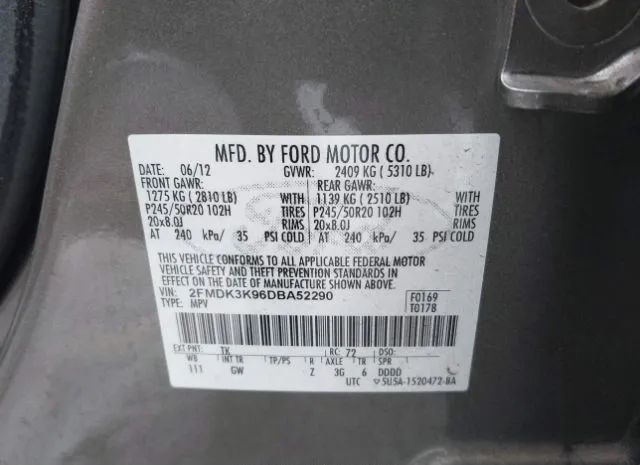 MFD. BY FORD MOTOR CO.
DATE: 06/12 GVWR: 2409 KG ( 5310 LB)
FRONT GAWR: REAR GAWR:
1275 KG ( 2810 LB) WITH 1139 KG ( 2510 LB) WITH
P245/50R20 102H TIRES P245/50R20 102H TIRES
20x8.0J RIMS 20x8.0J RIMS
AT 240 kPa/ 35 PSI COLD AT 240 kPa/ 35 PSI COLD
THIS VEHICLE CONFORMS TO ALL APPLICABLE FEDERAL MOTOR
VEHICLE SAFETY AND THEFT PREVENTION STANDARDS IN
EFFECT ON THE DATE OF MANUFACTURE SHOWN ABOVE.
VIN: 2FMDK3K96DBA52290 F0169
TYPE: MPV T0178
EXT PNT: TK RC: 72 DSO:
WB INT TR TP/PS R AXLE TR SPR
111 GW Z 3G 6 DDDD
UTC 5U5A-1520472-BA